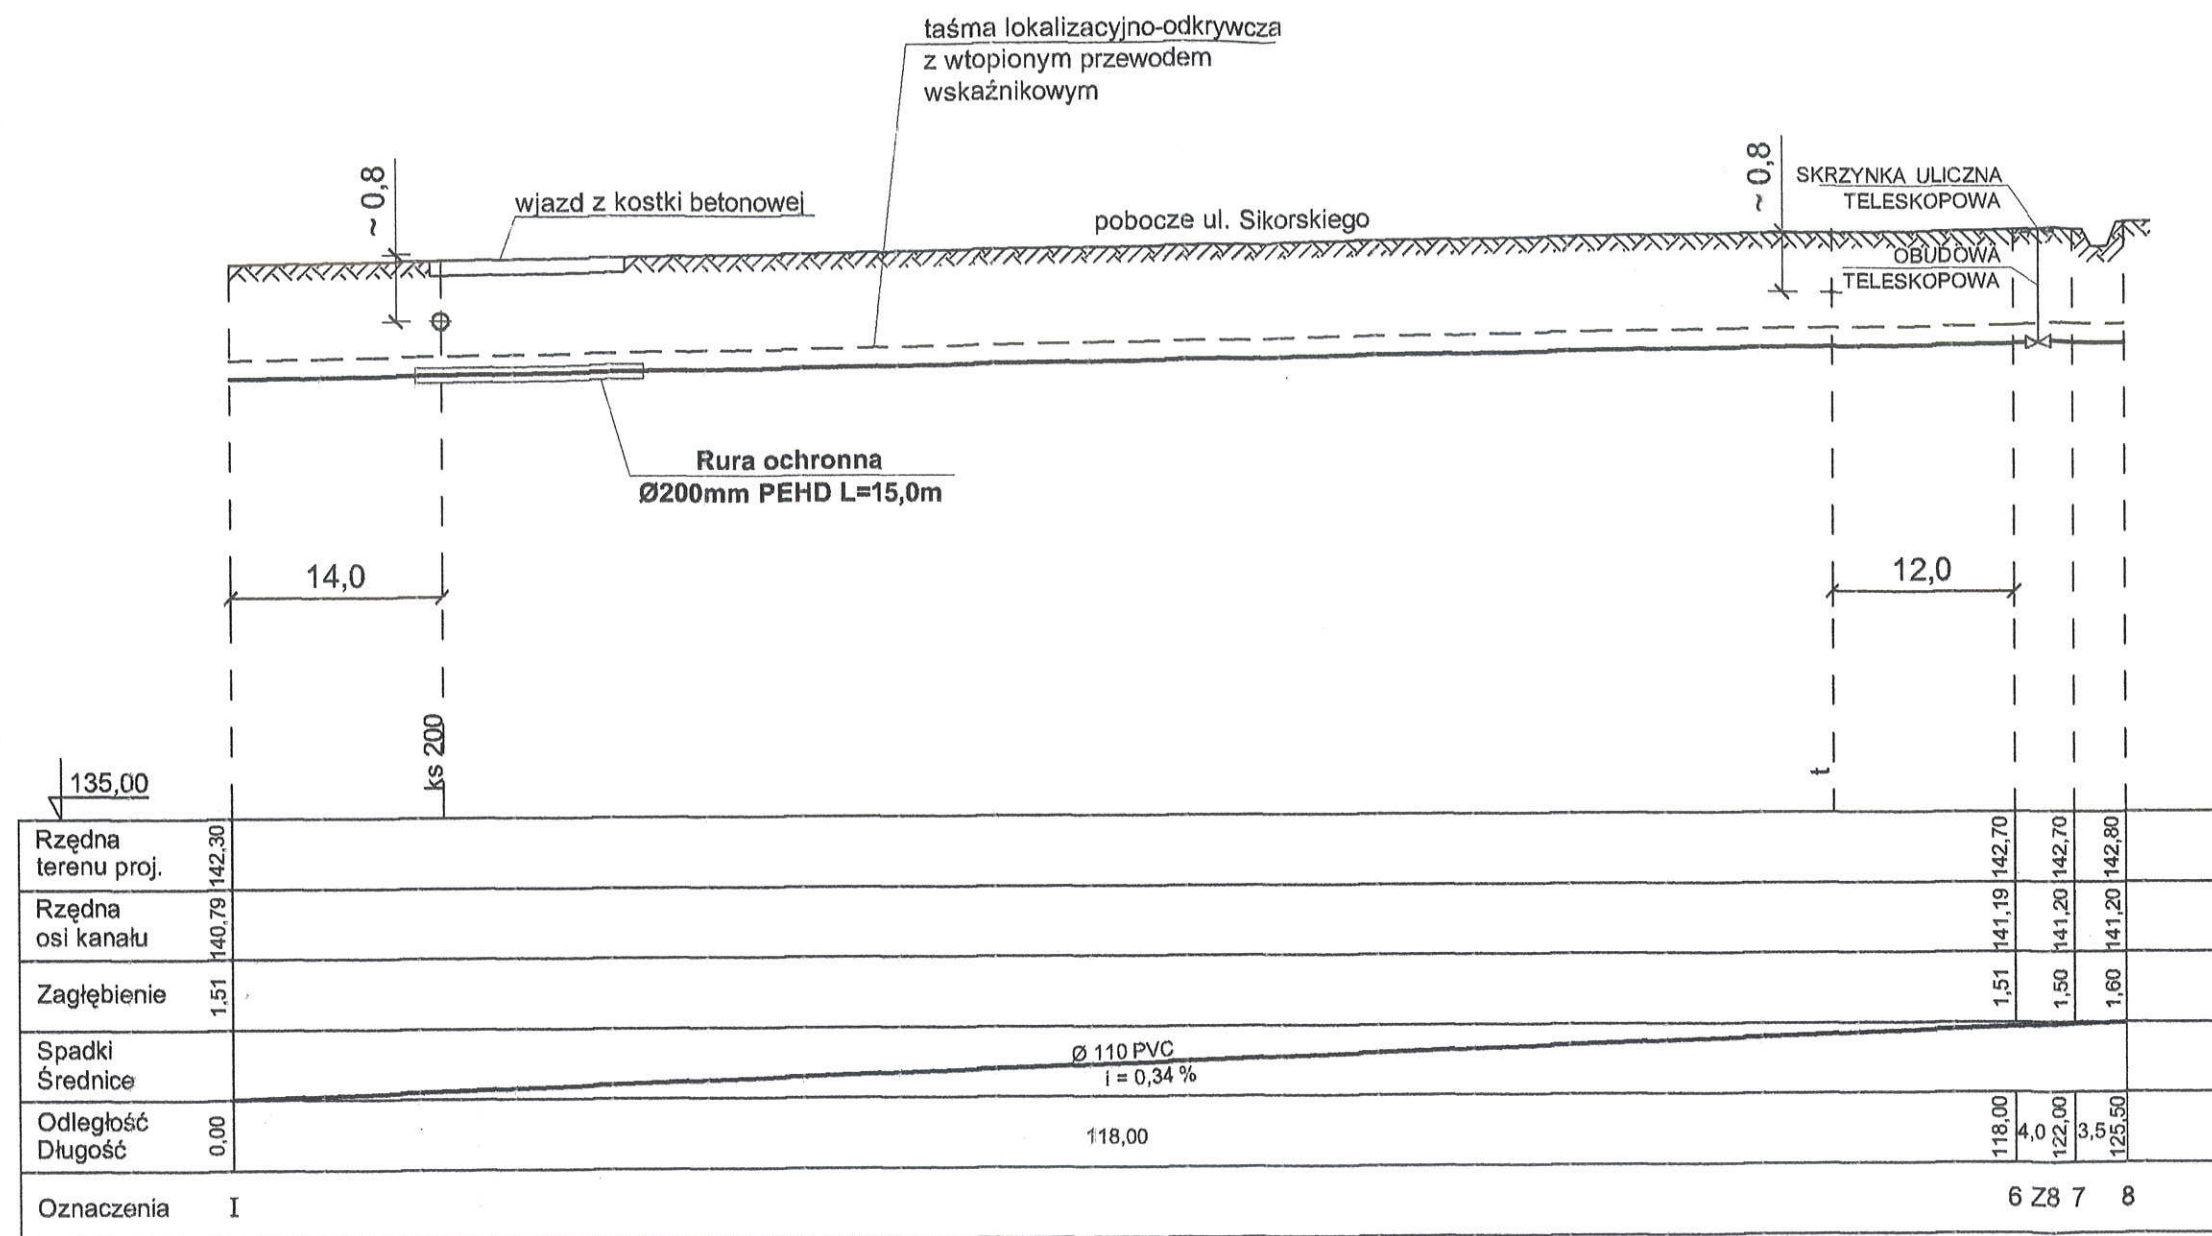 taśma lokalizacyjno-odkrywcza
z wtopionym przewodem
wskaźnikowym
~ 0,8
wjazd z kostki betonowej
pobocze ul. Sikorskiego
~ 0,8
SKRZYNKA ULICZNA
TELESKOPOWA
OBUDOWA
TELESKOPOWA
Rura ochronna
Ø200mm PEHD L=15,0m
14,0
12,0
ks 200
t
135,00
Rzędna
terenu proj.
142,30
142,70
142,70
142,80
Rzędna
osi kanału
140,79
141,19
141,20
141,20
Zagłębienie
1,51
1,51
1,50
1,60
Spadki
Średnice
Ø 110 PVC
i = 0,34 %
Odległość
Długość
0,00
118,00
118,00
4,0
122,00
3,5
125,50
Oznaczenia
I
6 Z8 7 8